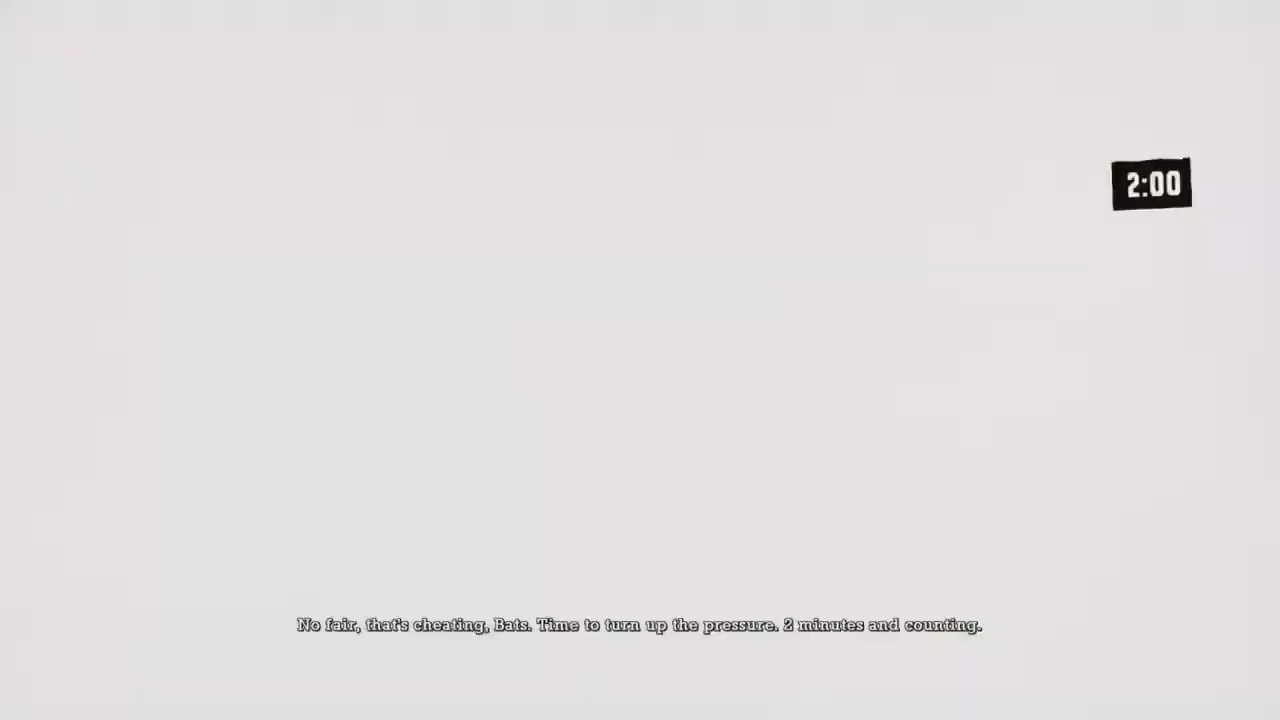 2:00
No fair, that's cheating, Bats. Time to turn up the pressure. 2 minutes and counting.